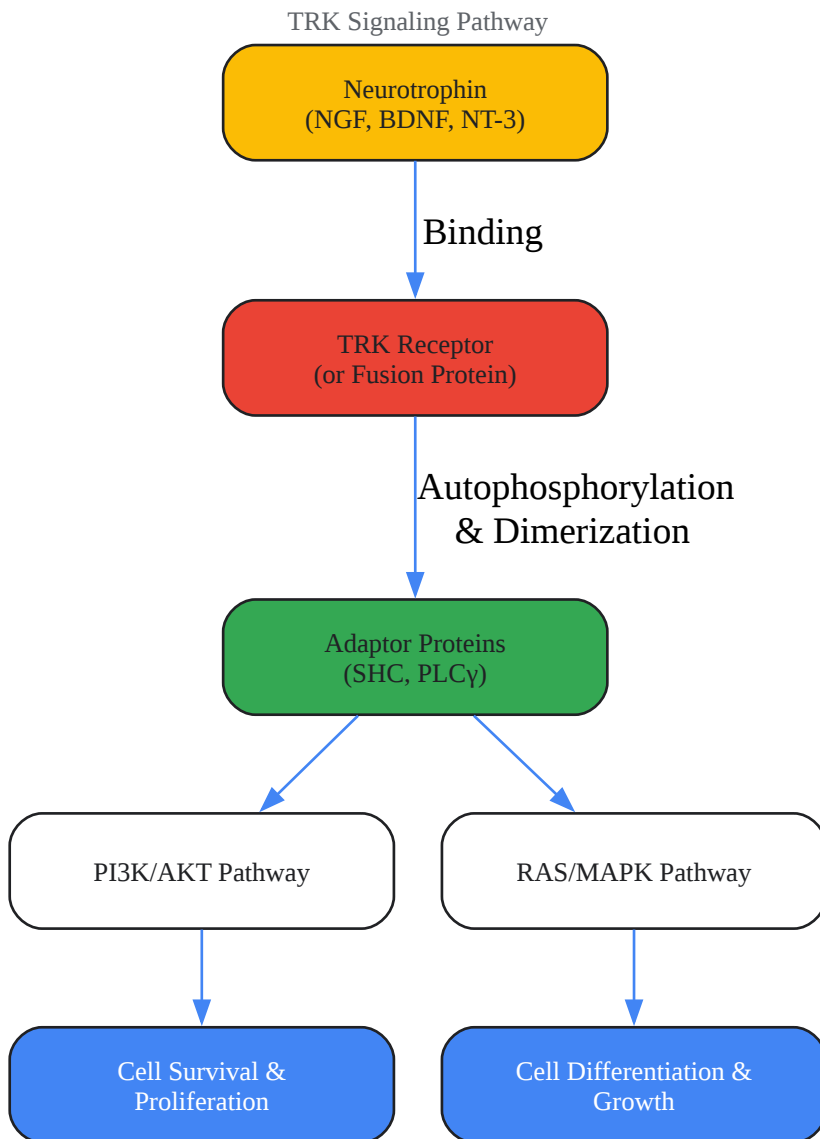 TRK Signaling Pathway
Neurotrophin
(NGF, BDNF, NT-3)
Binding
TRK Receptor
(or Fusion Protein)
Autophosphorylation
& Dimerization
Adaptor Proteins
(SHC, PLCγ)
PI3K/AKT Pathway
RAS/MAPK Pathway
Cell Survival &
Proliferation
Cell Differentiation &
Growth